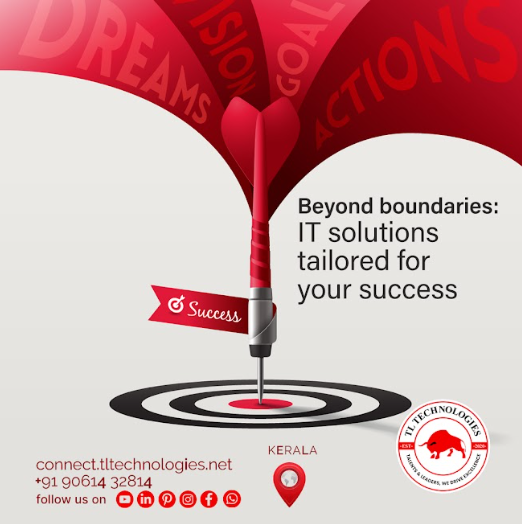 DREAMS
VISION
GOAL
ACTIONS
Beyond boundaries:
IT solutions
tailored for
your success
Success
TL TECHNOLOGIES
EST-
2020
TALENTS & LEADERS, WE DRIVE EXCELLENCE
KERALA
connect.tltechnologies.net
+91 90614 32814
follow us on